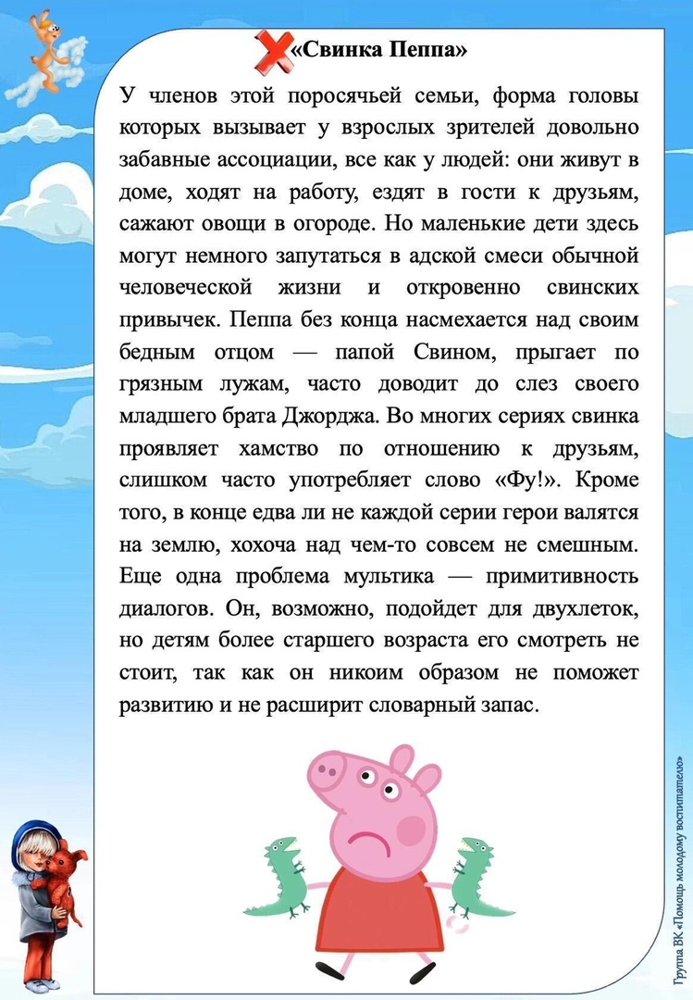 «Свинка Пеппа»
У членов этой поросячьей семьи, форма головы
которых вызывает у взрослых зрителей довольно
забавные ассоциации, все как у людей: они живут в
доме, ходят на работу, ездят в гости к друзьям,
сажают овощи в огороде. Но маленькие дети здесь
могут немного запутаться в адской смеси обычной
человеческой жизни и откровенно свинских
привычек. Пеппа без конца насмехается над своим
бедным отцом — папой Свином, прыгает по
грязным лужам, часто доводит до слез своего
младшего брата Джорджа. Во многих сериях свинка
проявляет хамство по отношению к друзьям,
слишком часто употребляет слово «Фу!». Кроме
того, в конце едва ли не каждой серии герои валятся
на землю, хохоча над чем-то совсем не смешным.
Еще одна проблема мультика — примитивность
диалогов. Он, возможно, подойдет для двухлеток,
но детям более старшего возраста его смотреть не
стоит, так как он никоим образом не поможет
развитию и не расширит словарный запас.
Группа ВК «Помощь молодому воспитателю»